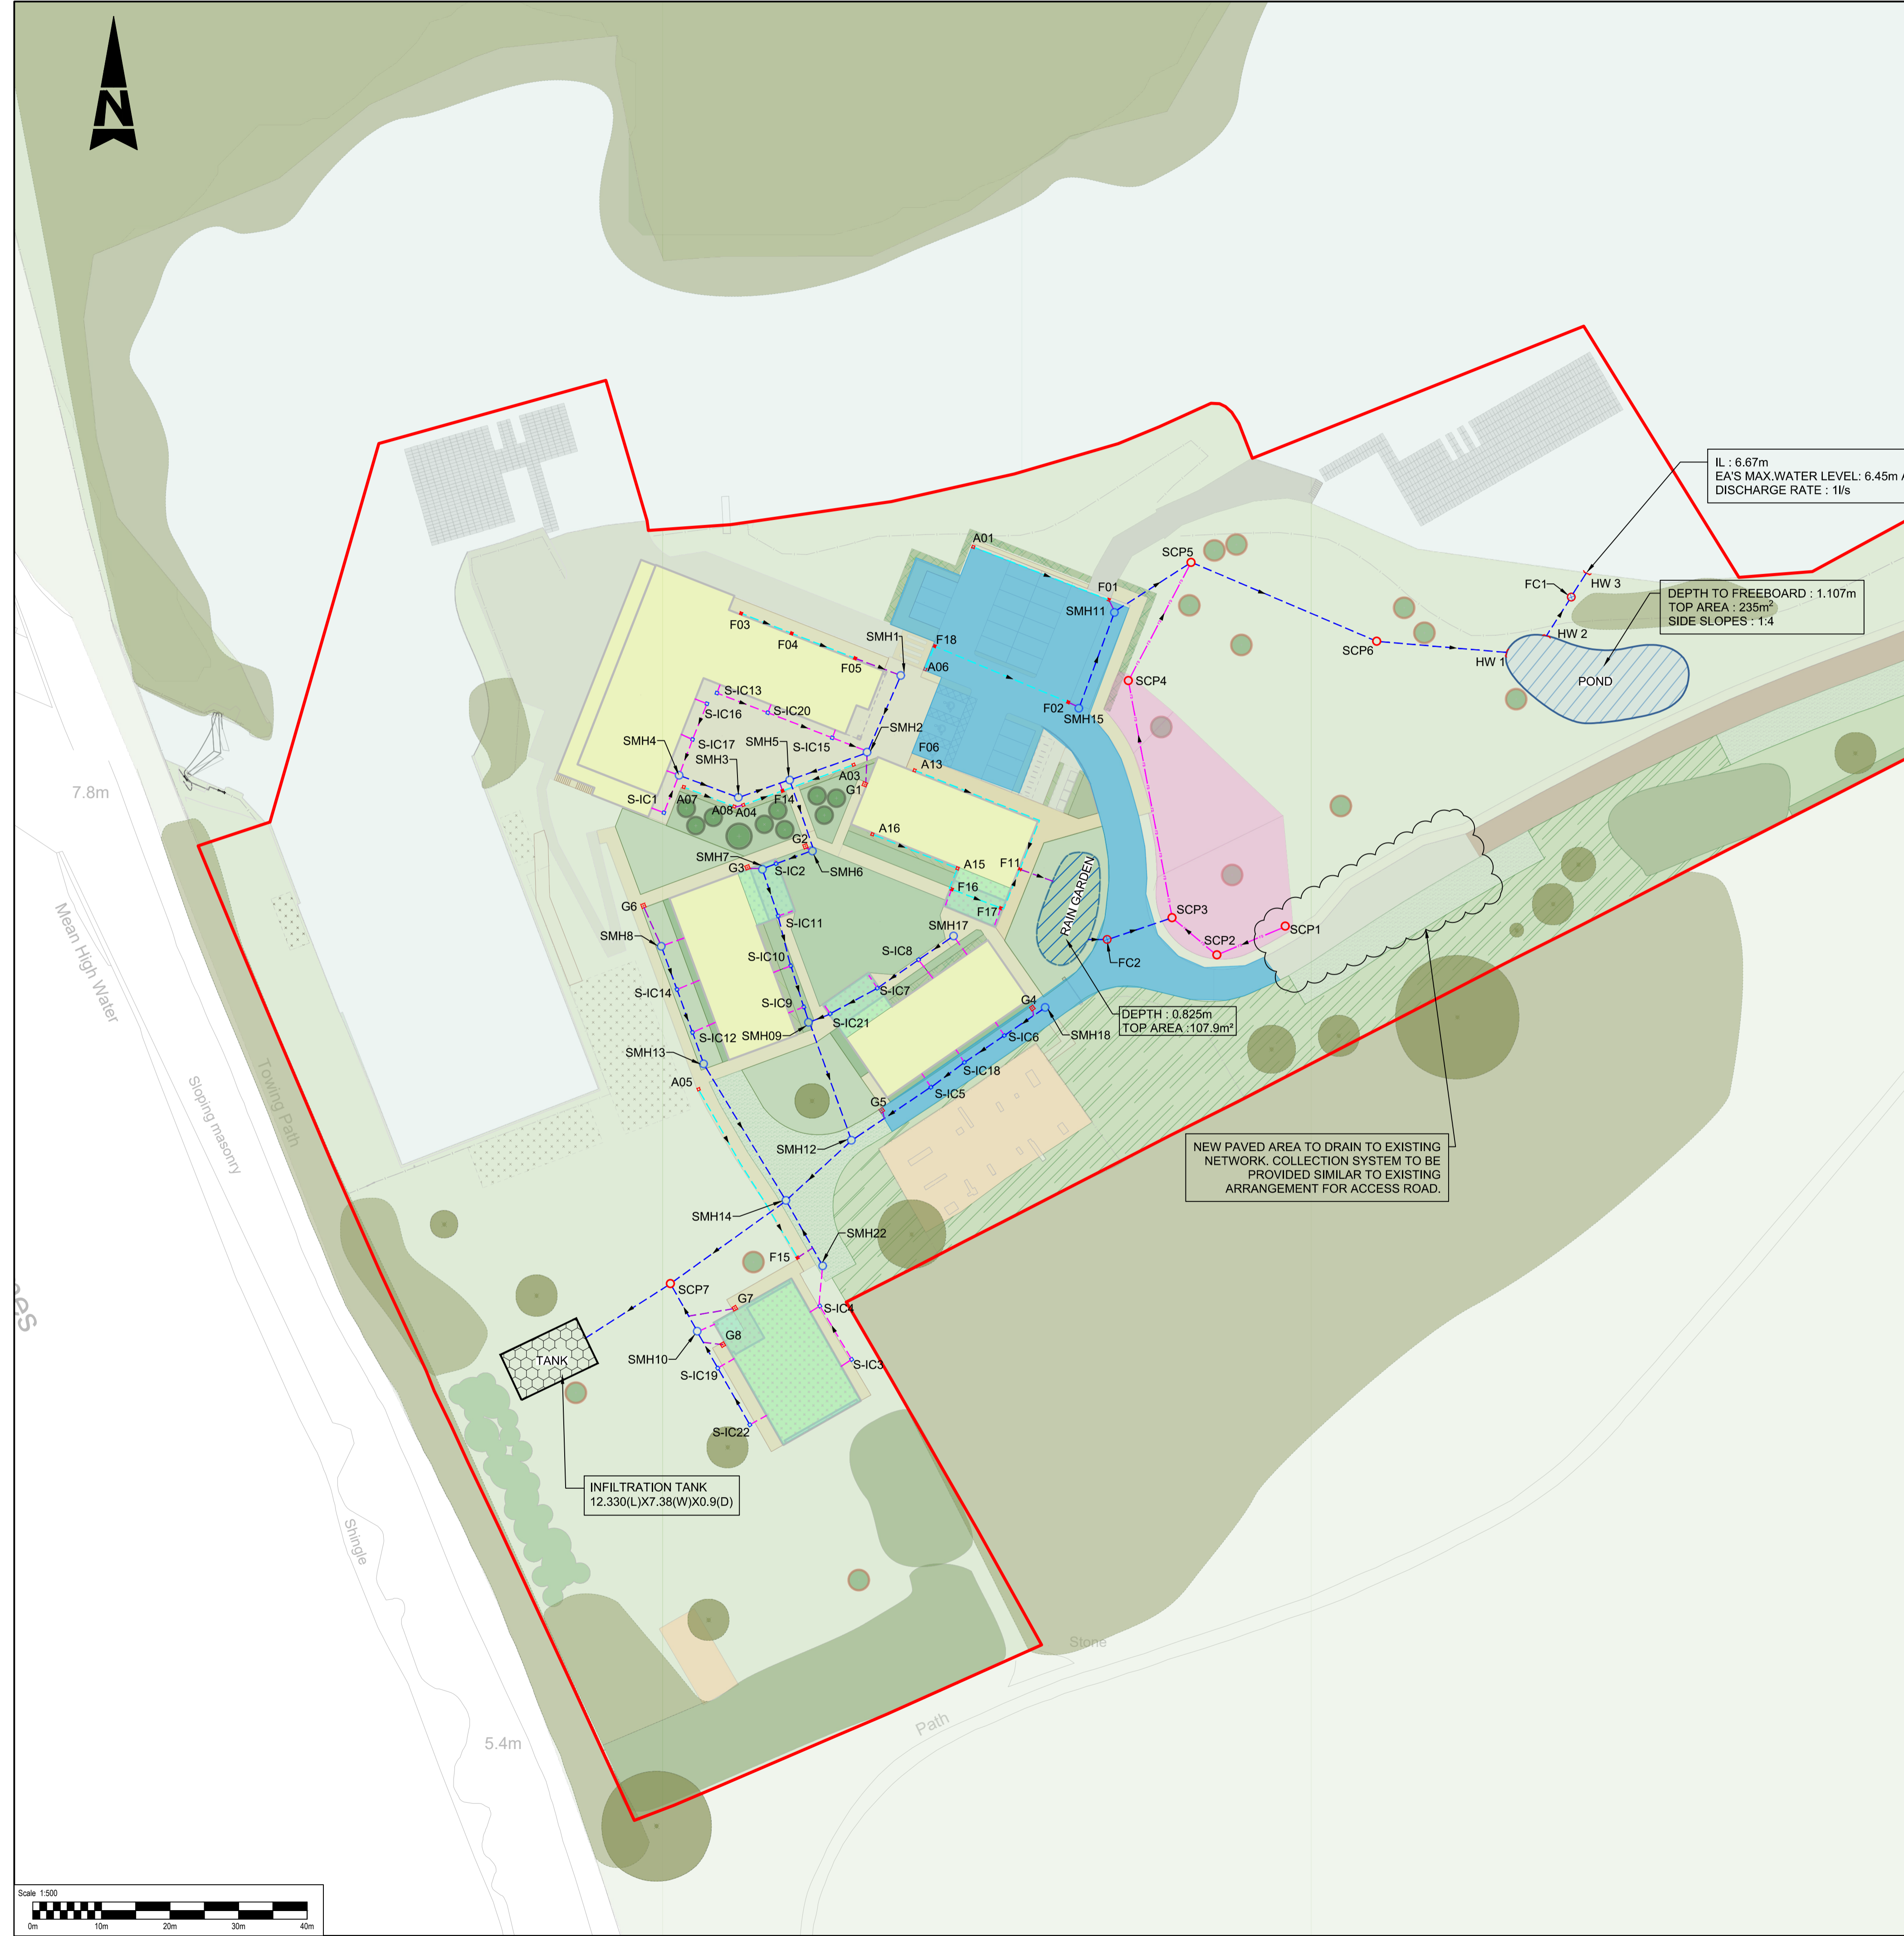 N
IL : 6.67m
EA'S MAX.WATER LEVEL: 6.45m A
DISCHARGE RATE : 1l/s
A01
SCP5
F01
SMH11
FC1
HW 3
DEPTH TO FREEBOARD : 1.107m
TOP AREA : 235m²
SIDE SLOPES : 1:4
F03
F04
SMH1
F18
F05
A06
HW 2
SCP6
HW 1
POND
SCP4
S-IC13
S-IC16
S-IC20
F02
SMH15
SMH2
S-IC17
SMH5
S-IC15
F06
SMH4
SMH3
A13
A03
G1
7.8m
S-IC1
A07
A08
A04
F14
A16
G2
SMH7
G3
S-IC2
SMH6
A15
F11
F16
RAIN GARDEN
G6
F17
S-IC11
SMH17
SCP3
SCP1
SCP2
SMH8
S-IC10
S-IC8
FC2
Mean High Water
S-IC14
S-IC7
S-IC9
G4
S-IC21
SMH09
SMH18
DEPTH : 0.825m
TOP AREA :107.9m²
S-IC12
S-IC6
SMH13
S-IC18
A05
S-IC5
G5
Towing Path
Sloping masonry
SMH12
NEW PAVED AREA TO DRAIN TO EXISTING
NETWORK. COLLECTION SYSTEM TO BE
PROVIDED SIMILAR TO EXISTING
ARRANGEMENT FOR ACCESS ROAD.
SMH14
SMH22
F15
SCP7
G7
S-IC4
G8
TANK
SMH10
S-IC3
S-IC19
S-IC22
INFILTRATION TANK
12.330(L)X7.38(W)X0.9(D)
Shingle
Stone
Path
5.4m
Scale 1:500
0m 10m 20m 30m 40m